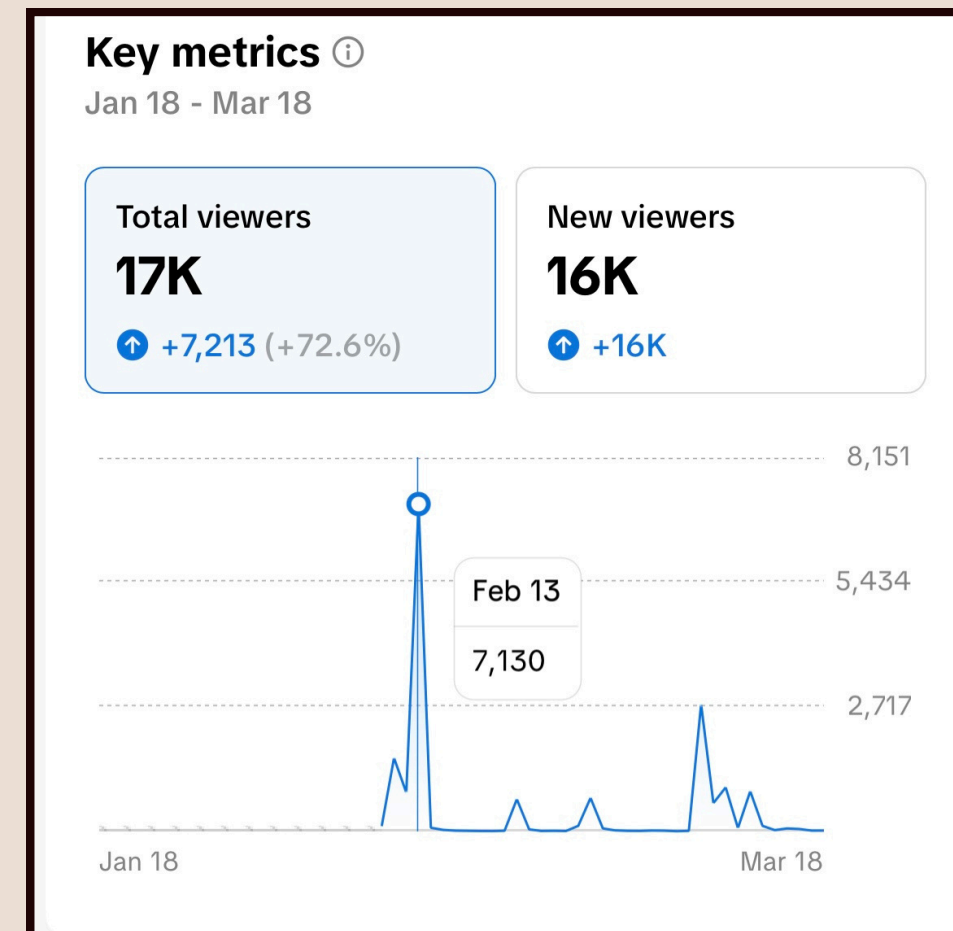 Key metrics
Jan 18 - Mar 18
Total viewers
17K
+7,213 (+72.6%)
New viewers
16K
+16K
8,151
5,434
2,717
Feb 13
7,130
Jan 18
Mar 18